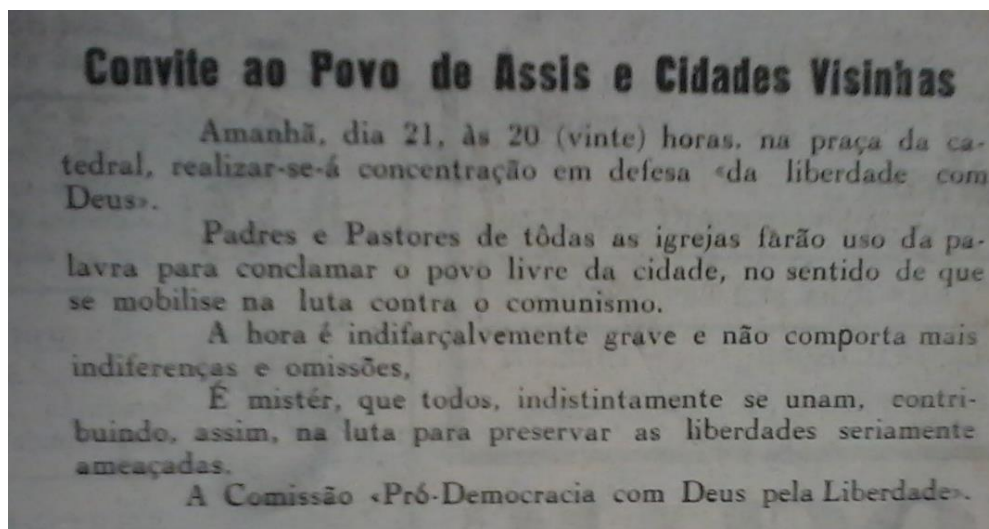 Convite ao Povo de Assis e Cidades Visinhas
Amanhã, dia 21, às 20 (vinte) horas, na praça da ca-
tedral, realizar-se-á concentração em defesa «da liberdade com
Deus».
Padres e Pastores de tôdas as igrejas farão uso da pa-
lavra para conclamar o povo livre da cidade, no sentido de que
se mobilise na luta contra o comunismo.
A hora é indifarçalvemente grave e não comporta mais
indiferenças e omissões,
É mistér, que todos, indistintamente se unam, contri-
buindo, assim, na luta para preservar as liberdades seriamente
ameaçadas.
A Comissão «Pró-Democracia com Deus pela Liberdade».